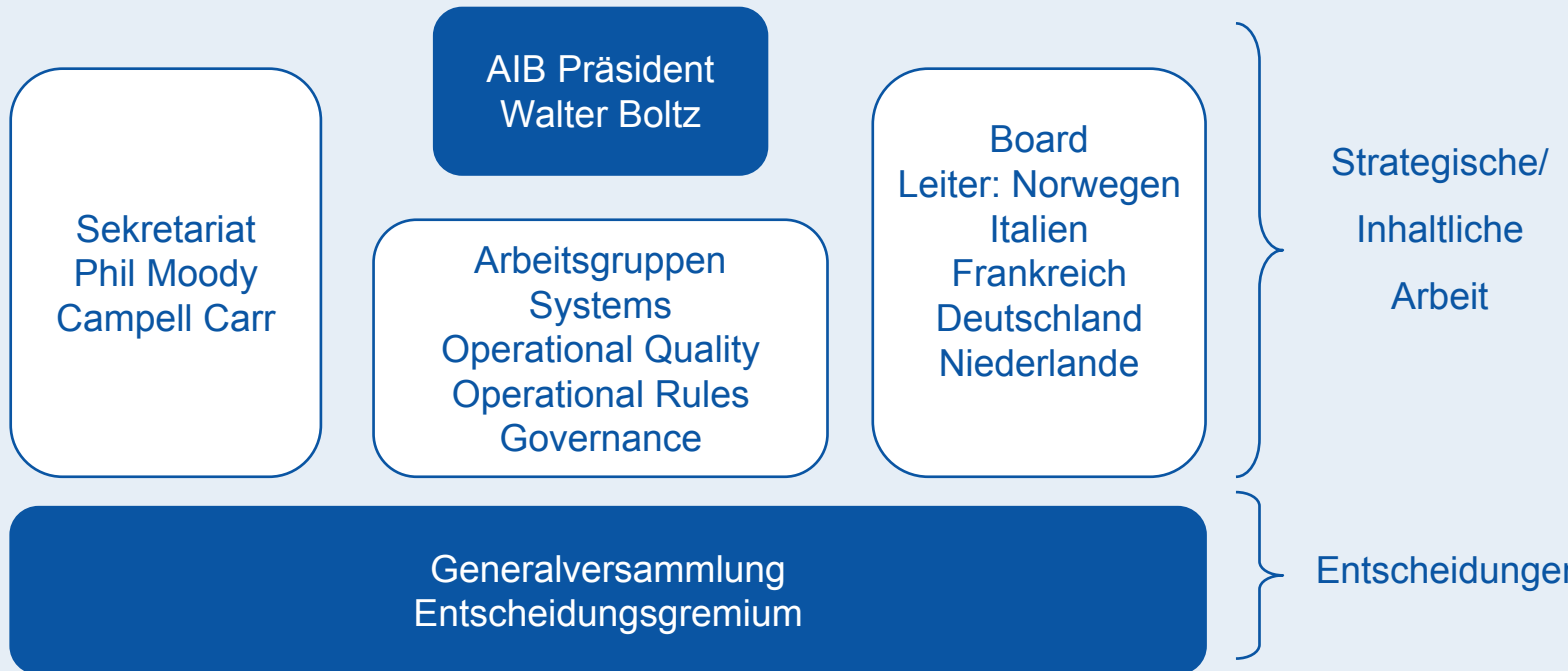 AIB Präsident
Walter Boltz
Sekretariat
Phil Moody
Campell Carr
Arbeitsgruppen
Systems
Operational Quality
Operational Rules
Governance
Board
Leiter: Norwegen
Italien
Frankreich
Deutschland
Niederlande
Strategische/
Inhaltliche
Arbeit
Generalversammlung
Entscheidungsgremium
Entscheidungen